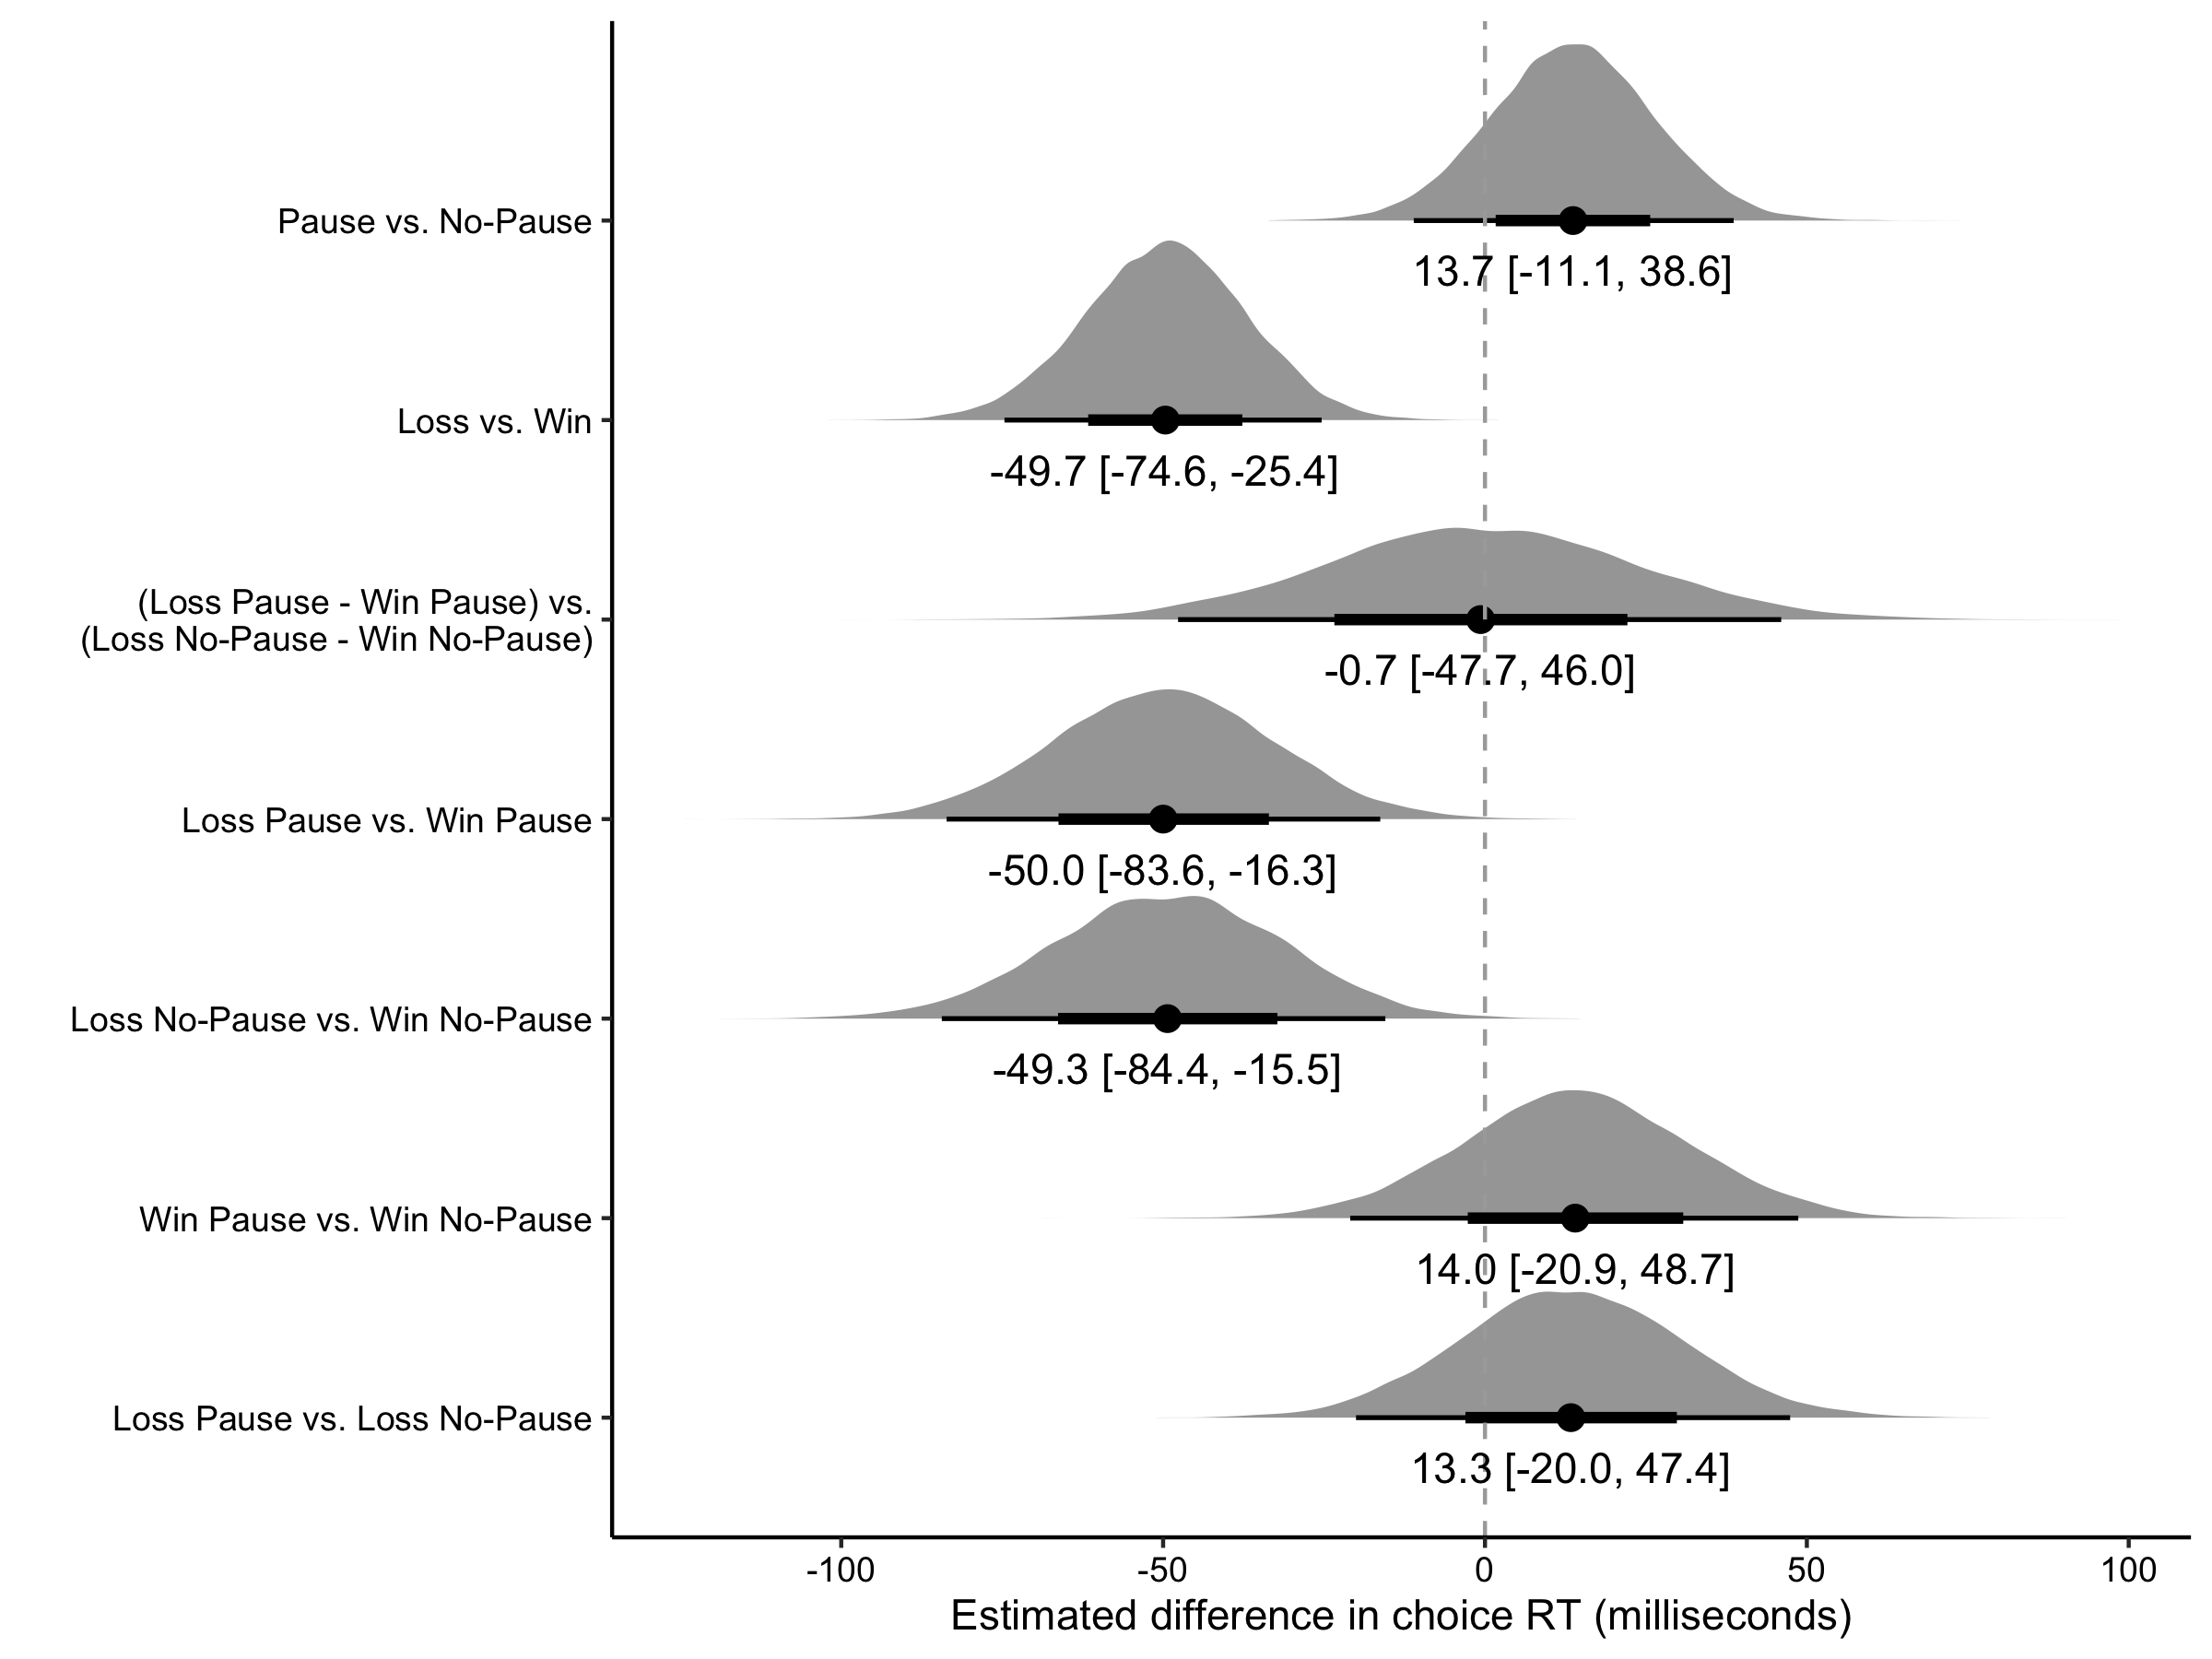 Pause vs. No-Pause
13.7 [-11.1, 38.6]
Loss vs. Win
-49.7 [-74.6, -25.4]
(Loss Pause - Win Pause) vs.
(Loss No-Pause - Win No-Pause)
-0.7 [-47.7, 46.0]
Loss Pause vs. Win Pause
-50.0 [-83.6, -16.3]
Loss No-Pause vs. Win No-Pause
-49.3 [-84.4, -15.5]
Win Pause vs. Win No-Pause
14.0 [-20.9, 48.7]
Loss Pause vs. Loss No-Pause
13.3 [-20.0, 47.4]
-100 -50 0 50 100
Estimated difference in choice RT (milliseconds)